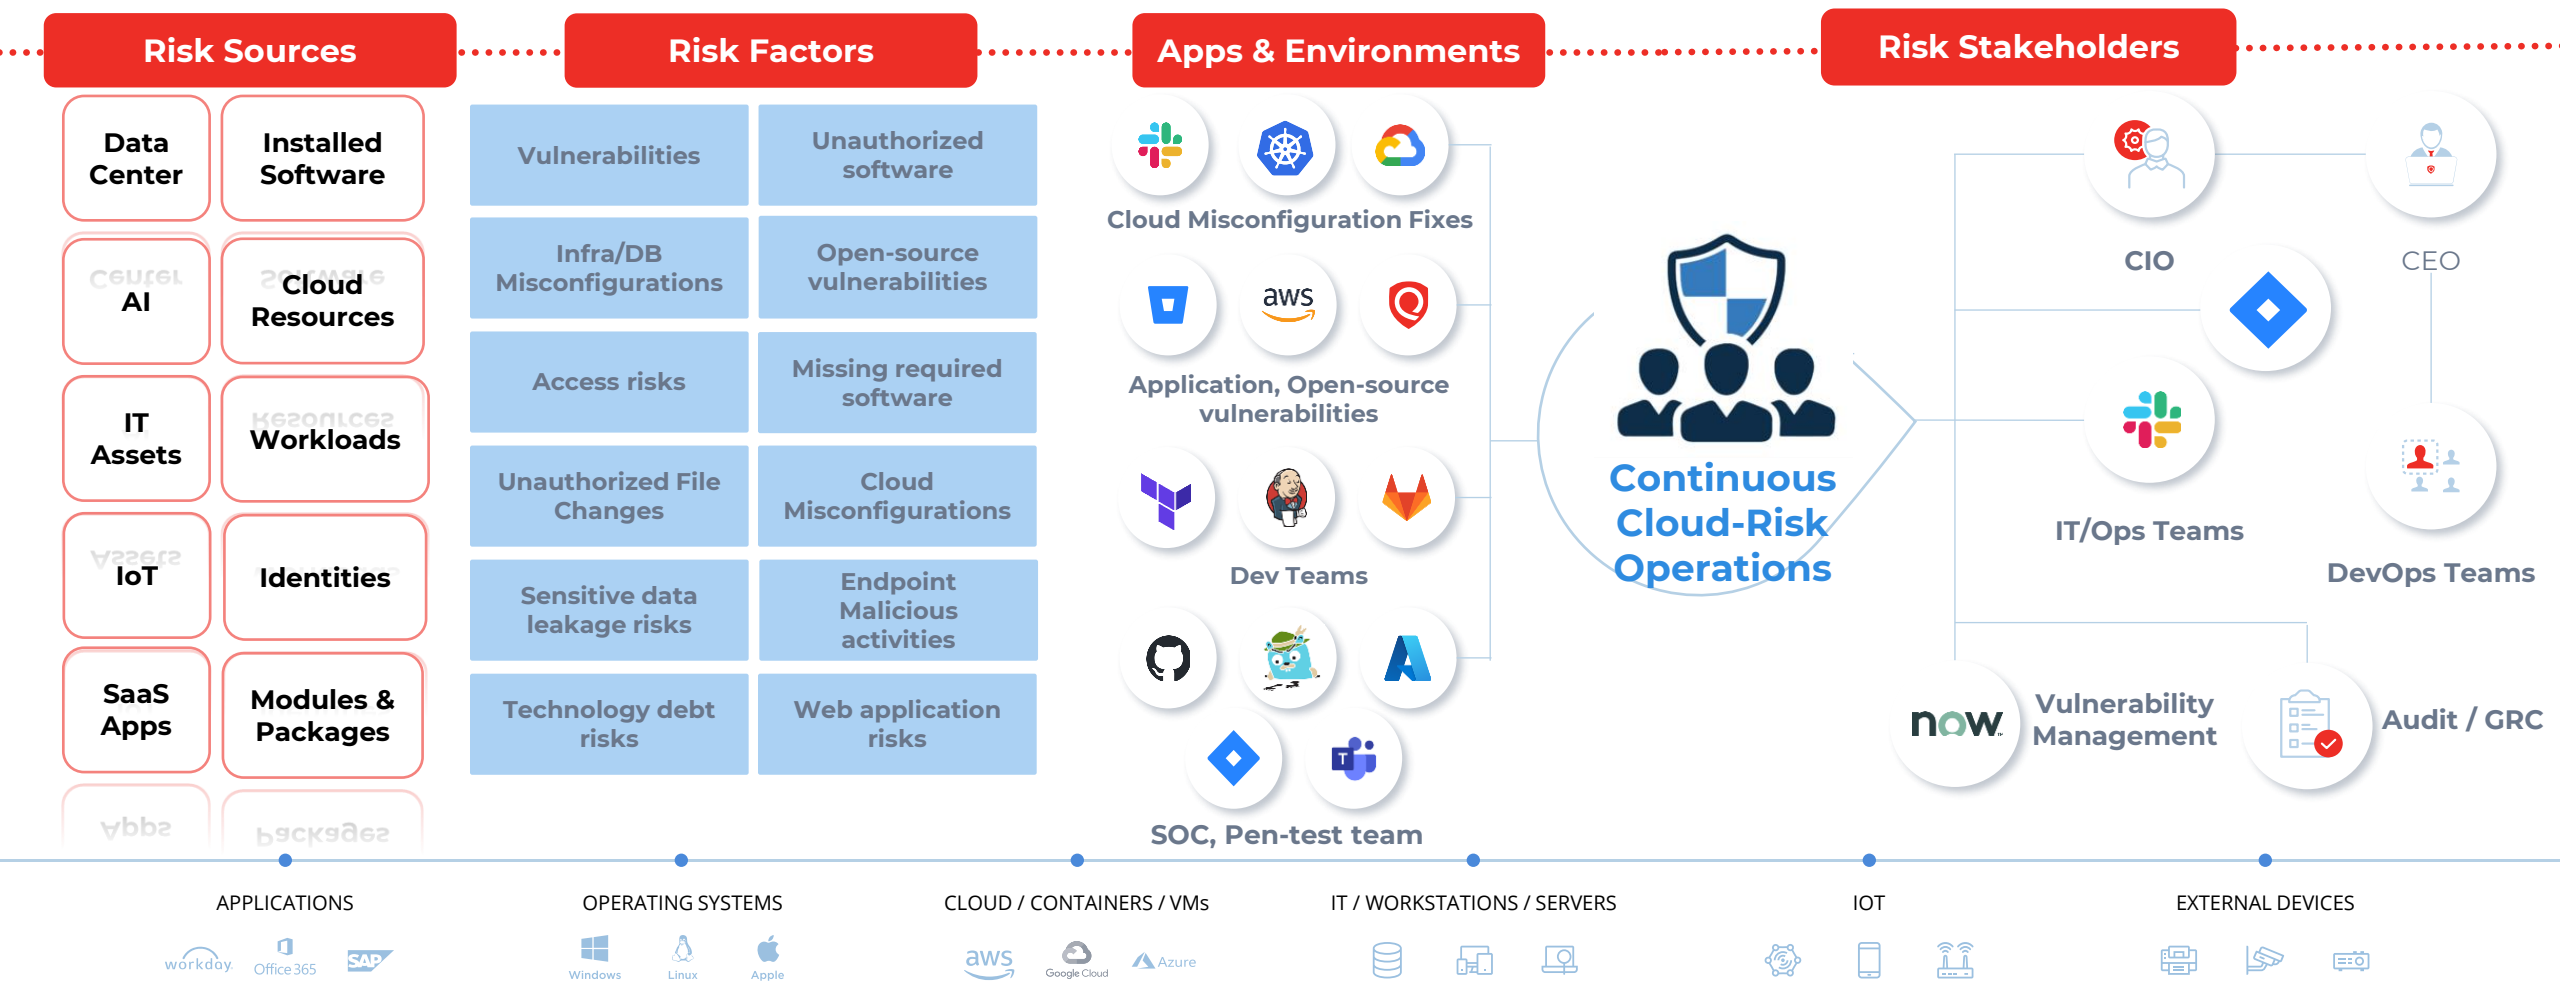 Risk Sources
Risk Factors
Apps & Environments
Risk Stakeholders
Data
Center
Installed
Software
AI
Cloud
Resources
IT
Assets
Workloads
IoT
Identities
SaaS
Apps
Modules &
Packages
Vulnerabilities
Unauthorized
software
Infra/DB
Misconfigurations
Open-source
vulnerabilities
Access risks
Missing required
software
Unauthorized File
Changes
Cloud
Misconfigurations
Sensitive data
leakage risks
Endpoint
Malicious
activities
Technology debt
risks
Web application
risks
Cloud Misconfiguration Fixes
aws
Application, Open-source
vulnerabilities
Dev Teams
T
SOC, Pen-test team
Continuous
Cloud-Risk
Operations
CIO
CEO
IT/Ops Teams
DevOps Teams
now
Vulnerability
Management
Audit / GRC
APPLICATIONS
workday.
Office 365
SAP
OPERATING SYSTEMS
Windows
Linux
Apple
CLOUD / CONTAINERS / VMs
aws
Google Cloud
Azure
IT / WORKSTATIONS / SERVERS
IOT
EXTERNAL DEVICES